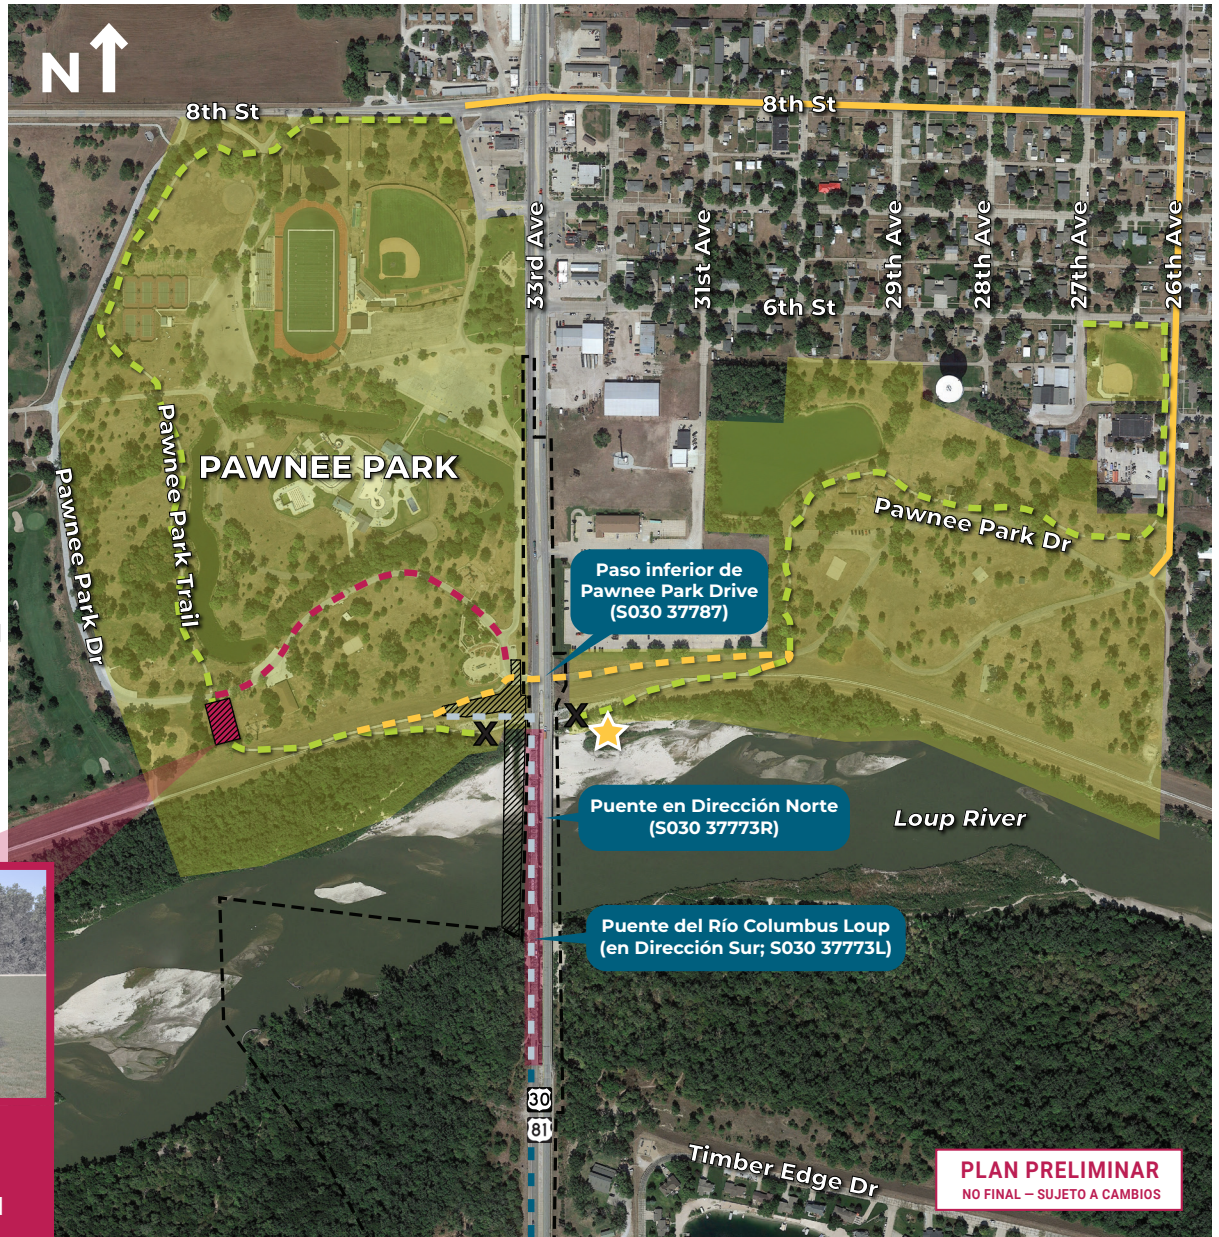 N
8th St
8th St
33rd Ave
31st Ave
29th Ave
28th Ave
27th Ave
26th Ave
6th St
PAWNEE PARK
Pawnee Park Trail
Pawnee Park Dr
Pawnee Park Dr
Paso inferior de
Pawnee Park Drive
(S030 37787)
X
X
Puente en Dirección Norte
(S030 37773R)
Loup River
Puente del Río Columbus Loup
(en Dirección Sur; S030 37773L)
30
81
Timber Edge Dr
PLAN PRELIMINAR
NO FINAL – SUJETO A CAMBIOS